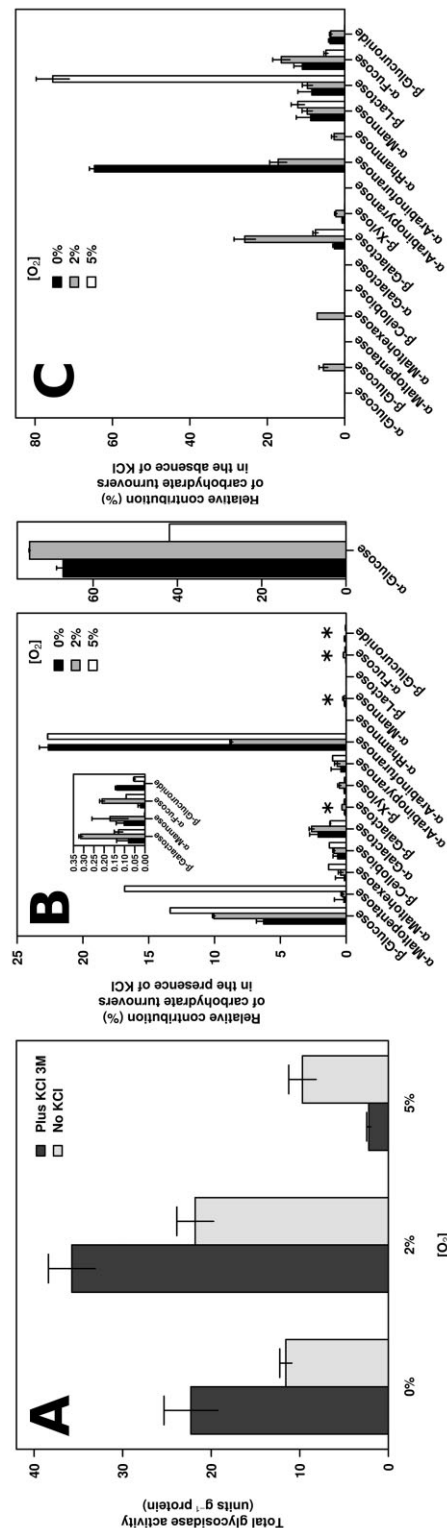 A
Total glycosidase activity
(units g⁻¹ protein)
40
30
20
10
0
Plus KCl 3M
No KCl
0%
2%
5%
[O₂]
B
Relative contribution (%)
of carbohydrate turnovers
in the presence of KCl
25
20
15
10
5
0
0.35
0.30
0.25
0.20
0.15
0.10
0.05
0.00
β-Galactose
α-Mannose
α-Fucose
β-Glucuronide
[O₂]
0%
2%
5%
*
*
*
*
β-Glucose
α-Maltopentaose
α-Maltohexaose
β-Cellobiose
α-Galactose
β-Galactose
β-Xylose
α-Arabinopyranose
α-Arabinofuranose
α-Rhamnose
α-Mannose
β-Lactose
α-Fucose
β-Glucuronide
60
40
20
0
α-Glucose
C
Relative contribution (%)
of carbohydrate turnovers
in the absence of KCl
80
60
40
20
0
[O₂]
0%
2%
5%
α-Glucose
β-Glucose
α-Maltopentaose
α-Maltohexaose
β-Cellobiose
α-Galactose
β-Galactose
β-Xylose
α-Arabinopyranose
α-Arabinofuranose
α-Rhamnose
α-Mannose
β-Lactose
α-Fucose
β-Glucuronide